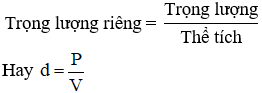 Trọng lượng riêng = Trọng lượng / Thể tích
Hay d = P / V